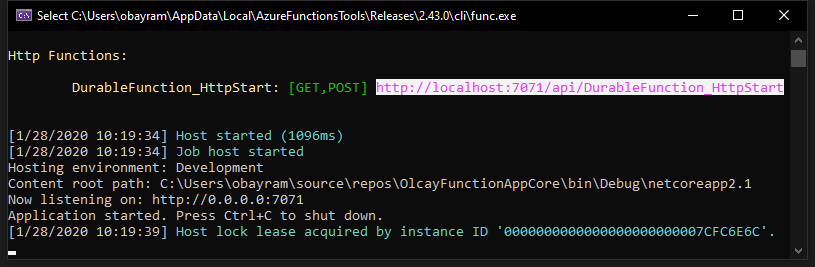 Select C:\Users\obayram\AppData\Local\AzureFunctionsTools\Releases\2.43.0\cli\func.exe
Http Functions:
DurableFunction_HttpStart: [GET,POST] http://localhost:7071/api/DurableFunction_HttpStart
[1/28/2020 10:19:34] Host started (1096ms)
[1/28/2020 10:19:34] Job host started
Hosting environment: Development
Content root path: C:\Users\obayram\source\repos\OlcayFunctionAppCore\bin\Debug\netcoreapp2.1
Now listening on: http://0.0.0.0:7071
Application started. Press Ctrl+C to shut down.
[1/28/2020 10:19:39] Host lock lease acquired by instance ID '0000000000000000000000007CFC6E6C'.